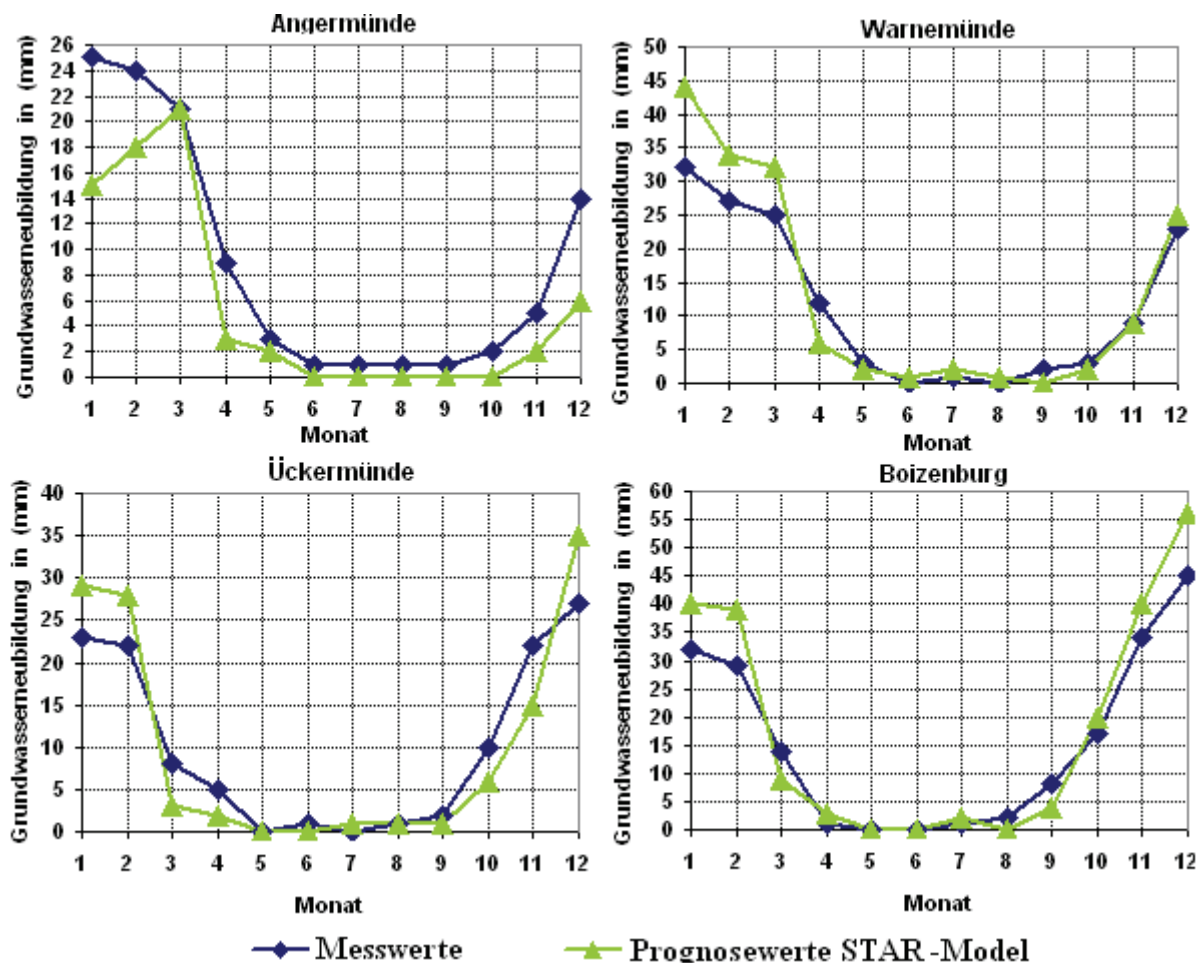 Angermünde
Grundwasserneubildung in (mm)
26
24
22
20
18
16
14
12
10
8
6
4
2
0
1 2 3 4 5 6 7 8 9 10 11 12
Monat
Warnemünde
Grundwasserneubildung in (mm)
50
45
40
35
30
25
20
15
10
5
0
1 2 3 4 5 6 7 8 9 10 11 12
Monat
Ückermünde
Grundwasserneubildung in (mm)
40
35
30
25
20
15
10
5
0
1 2 3 4 5 6 7 8 9 10 11 12
Monat
Boizenburg
Grundwasserneubildung in (mm)
60
55
50
45
40
35
30
25
20
15
10
5
0
1 2 3 4 5 6 7 8 9 10 11 12
Monat
Messwerte
Prognosewerte STAR-Model